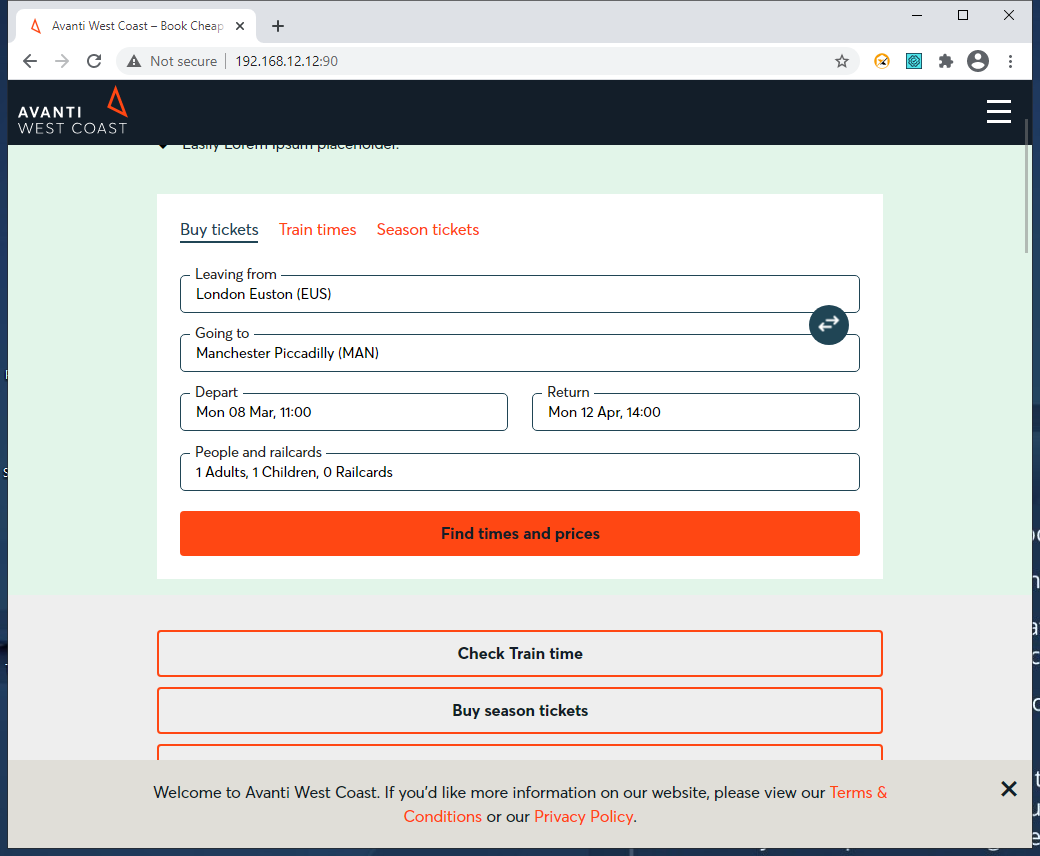 Avanti West Coast – Book Cheap
Not secure
192.168.12.12:90
AVANTI
WEST COAST
Easily Lorem Ipsum placeholder.
Buy tickets Train times Season tickets
Leaving from
London Euston (EUS)
Going to
Manchester Piccadilly (MAN)
Depart Return
Mon 08 Mar, 11:00 Mon 12 Apr, 14:00
People and railcards
1 Adults, 1 Children, 0 Railcards
Find times and prices
Check Train time
Buy season tickets
Welcome to Avanti West Coast. If you'd like more information on our website, please view our Terms &
Conditions or our Privacy Policy.